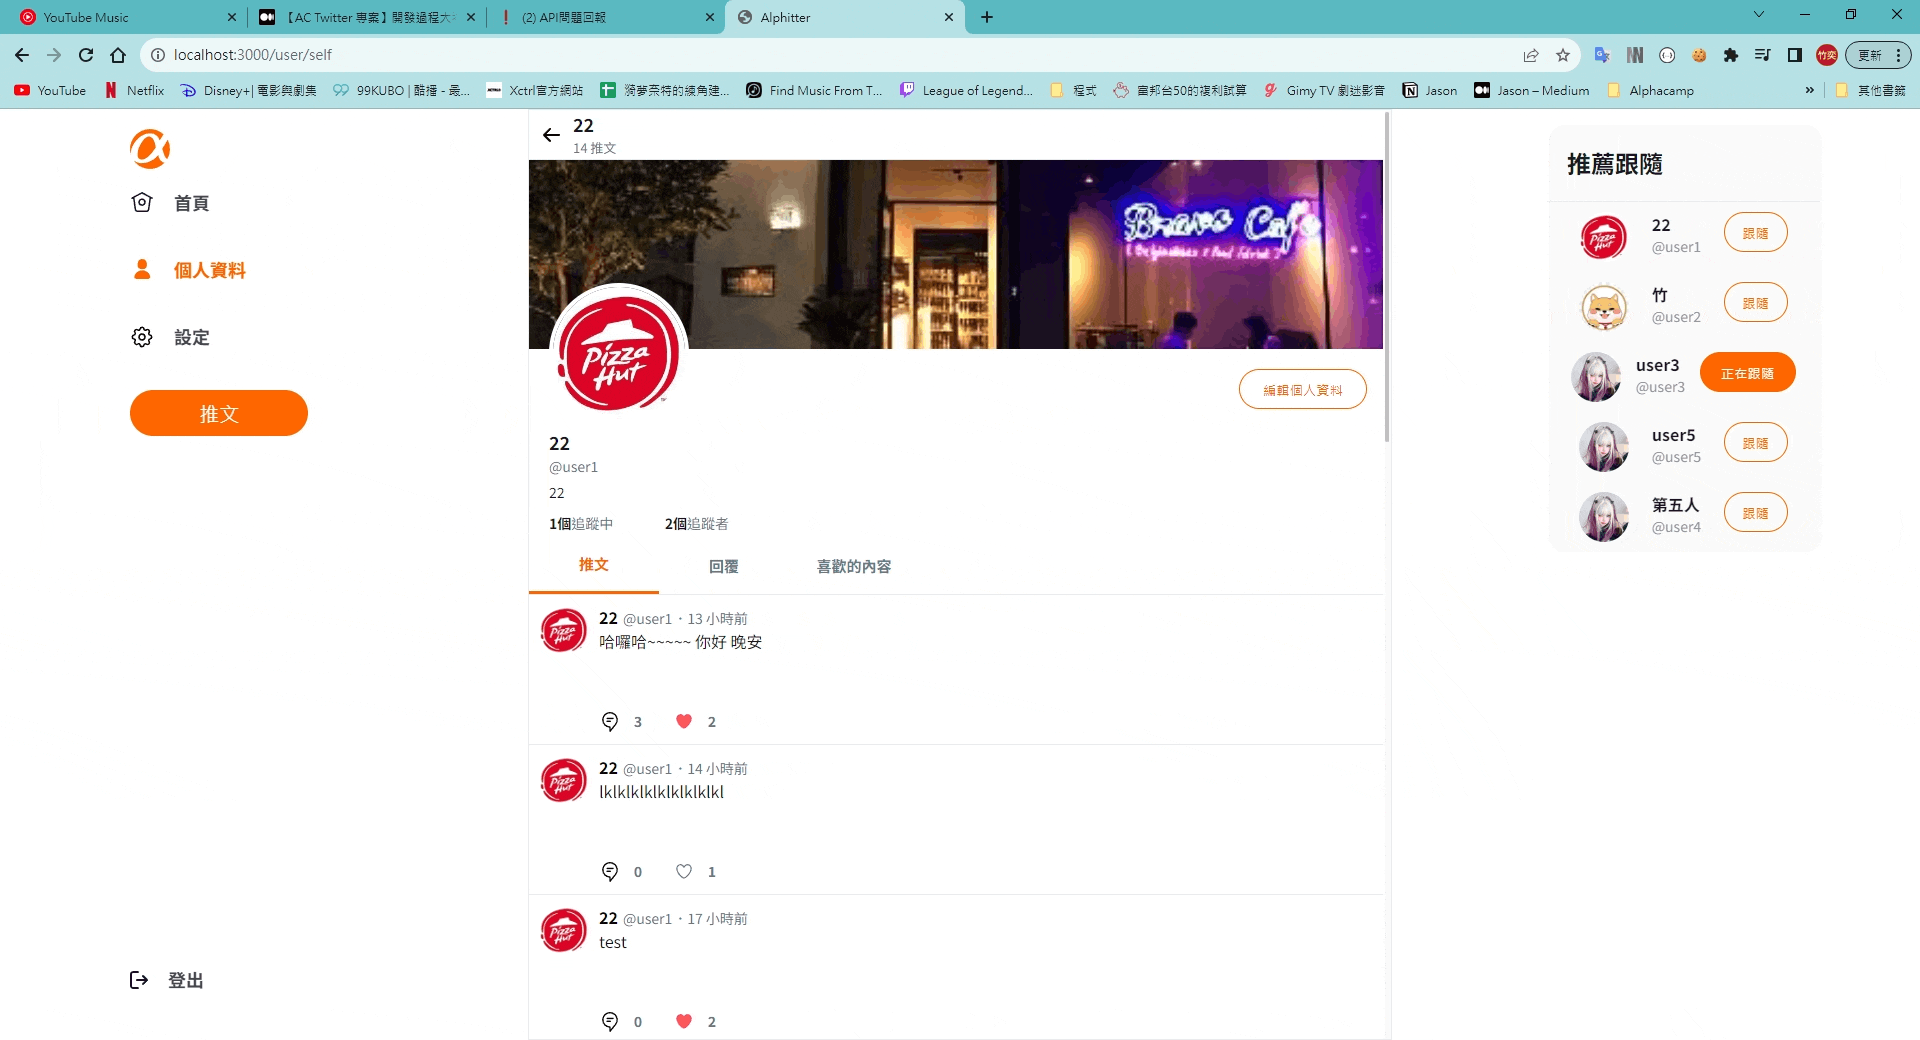 YouTube Music
【AC Twitter 專案】開發過程大
(2) API問題回報
Alphitter
localhost:3000/user/self
竹奕
更新
YouTube
Netflix
Disney+| 電影與劇集
99KUBO | 酷播 - 最...
Xctrl官方網站
Find Music From T...
League of Legend...
程式
富邦台50的複利試算
Gimy TV 劇迷影音
Jason
Jason – Medium
Alphacamp
»
其他書籤
首頁
個人資料
設定
推文
登出
22
14 推文
Bravo Cafe
Pizza Hut
編輯個人資料
22
@user1
22
1個追蹤中 2個追蹤者
推文 回覆 喜歡的內容
22 @user1・13 小時前
哈囉哈~~~~~ 你好 晚安
3 2
22 @user1・14 小時前
lklklklklklklklklkl
0 1
22 @user1・17 小時前
test
0 2
推薦跟隨
22
@user1
跟隨
竹
@user2
跟隨
user3
@user3
正在跟隨
user5
@user5
跟隨
第五人
@user4
跟隨